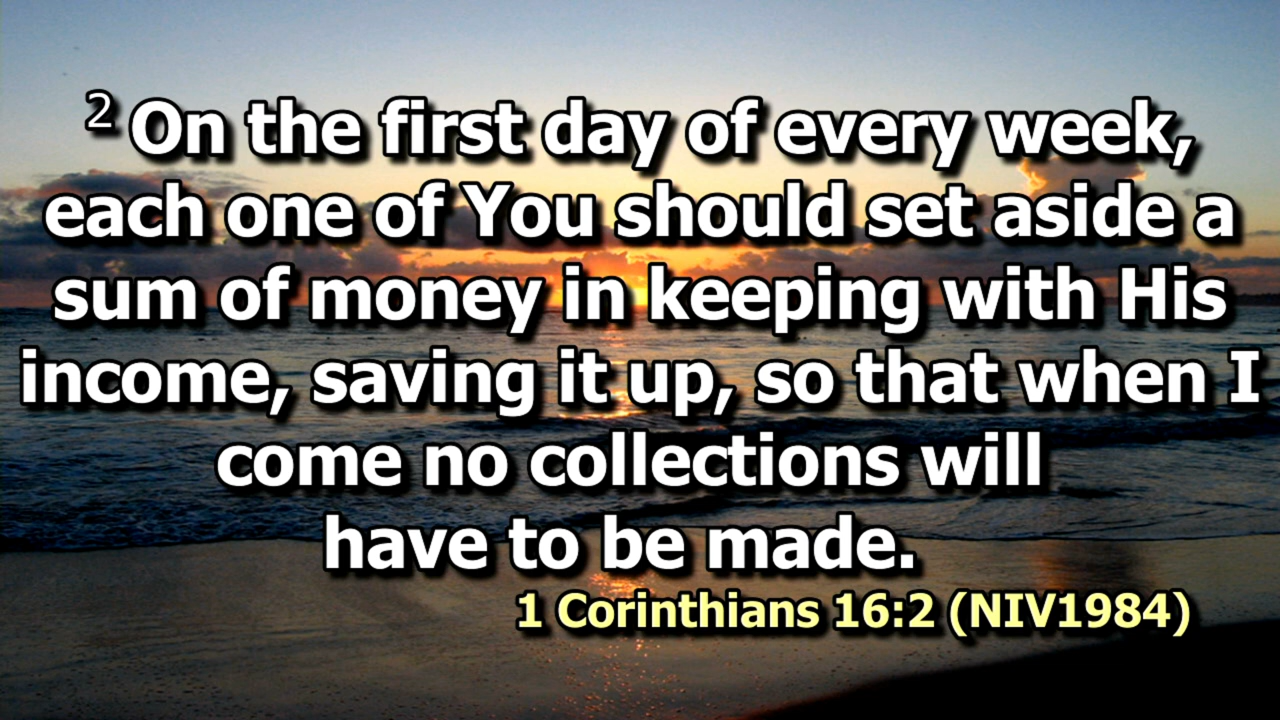 2 On the first day of every week,
each one of You should set aside a
sum of money in keeping with His
income, saving it up, so that when I
come no collections will
have to be made.
1 Corinthians 16:2 (NIV1984)